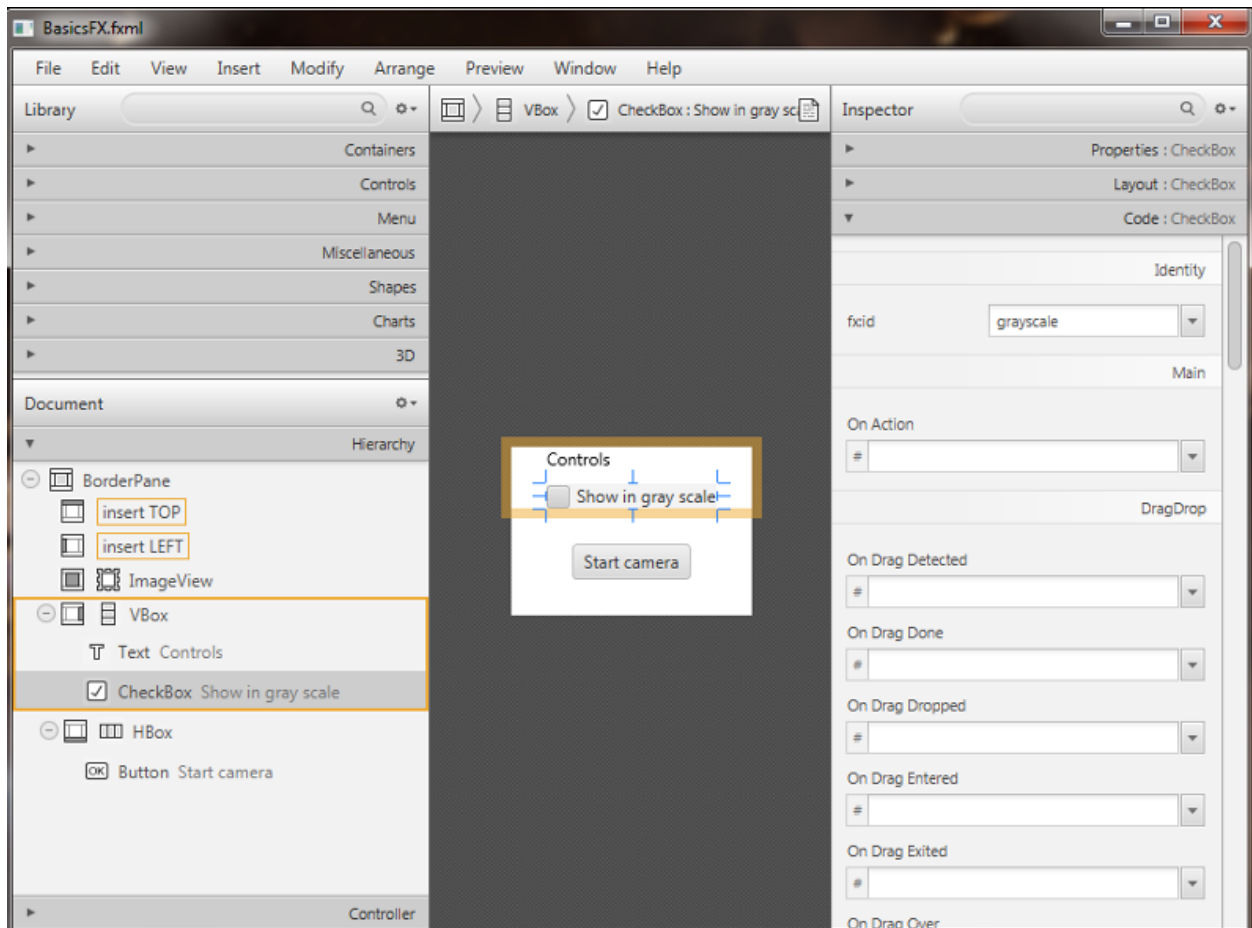 BasicsFX.fxml
File Edit View Insert Modify Arrange Preview Window Help
Library
Containers
Controls
Menu
Miscellaneous
Shapes
Charts
3D
Document
Hierarchy
BorderPane
insert TOP
insert LEFT
ImageView
VBox
Text Controls
CheckBox Show in gray scale
HBox
OK Button Start camera
Controller
VBox CheckBox : Show in gray sc
Controls
Show in gray scale
Start camera
Inspector
Properties : CheckBox
Layout : CheckBox
Code : CheckBox
Identity
fx:id grayscale
Main
On Action
#
DragDrop
On Drag Detected
#
On Drag Done
#
On Drag Dropped
#
On Drag Entered
#
On Drag Exited
#
On Drag Over